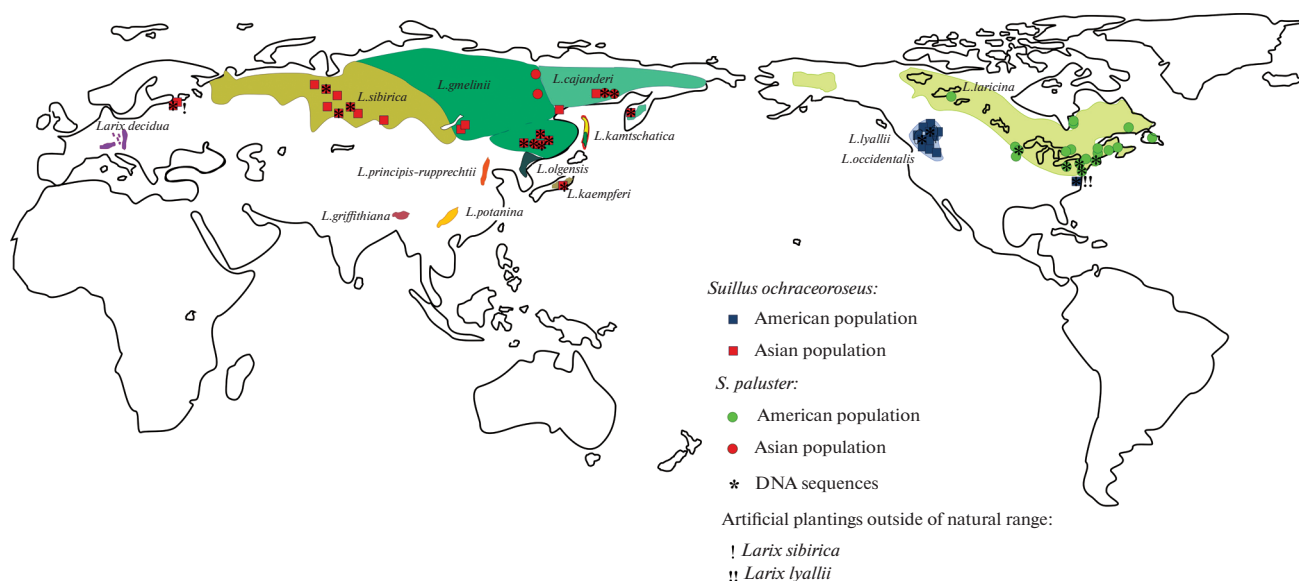 L.cajanderi
L.gmelinii
L.laricina
L.sibirica
!
Larix decidua
L.kamtschatica
L.lyallii
L.occidentalis
L.principis-rupprechtii
L.olgensis
L.kaempferi
!!
L.griffithiana
L.potanina
Suillus ochraceoroseus:
American population
Asian population
S. paluster:
American population
Asian population
* DNA sequences
Artificial plantings outside of natural range:
! Larix sibirica
!! Larix lyallii